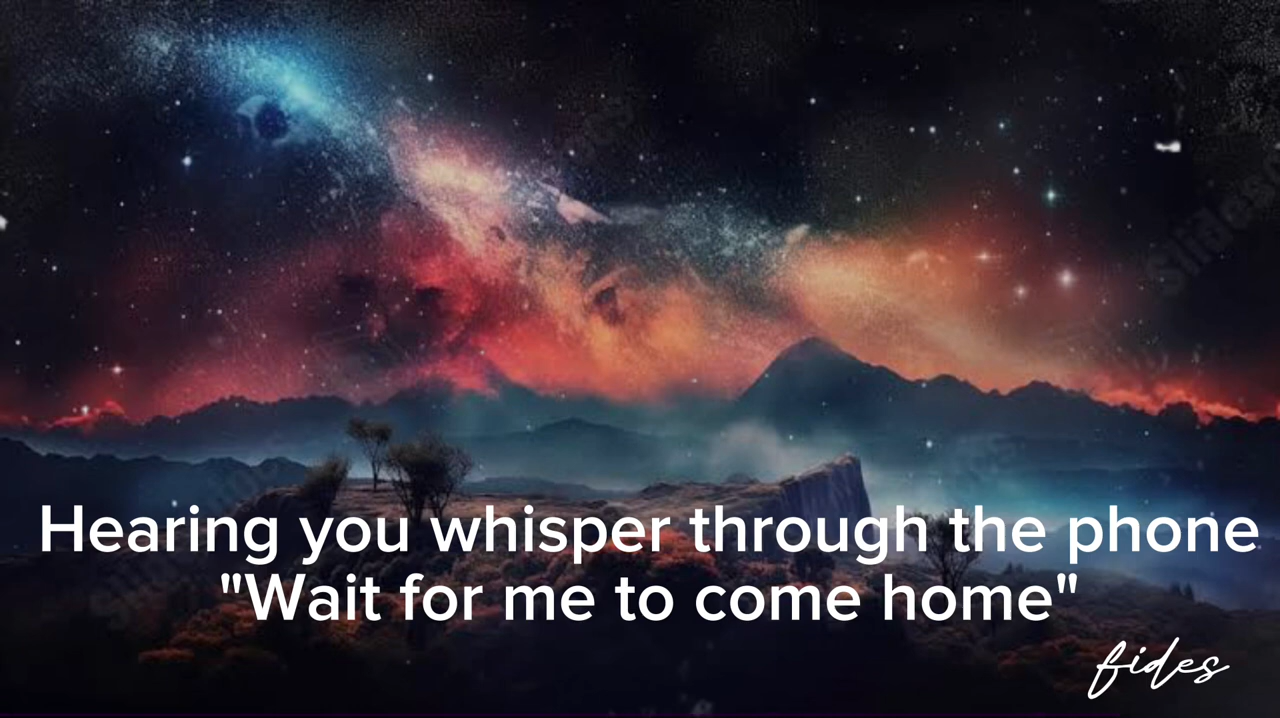 Hearing you whisper through the phone
"Wait for me to come home"
fides